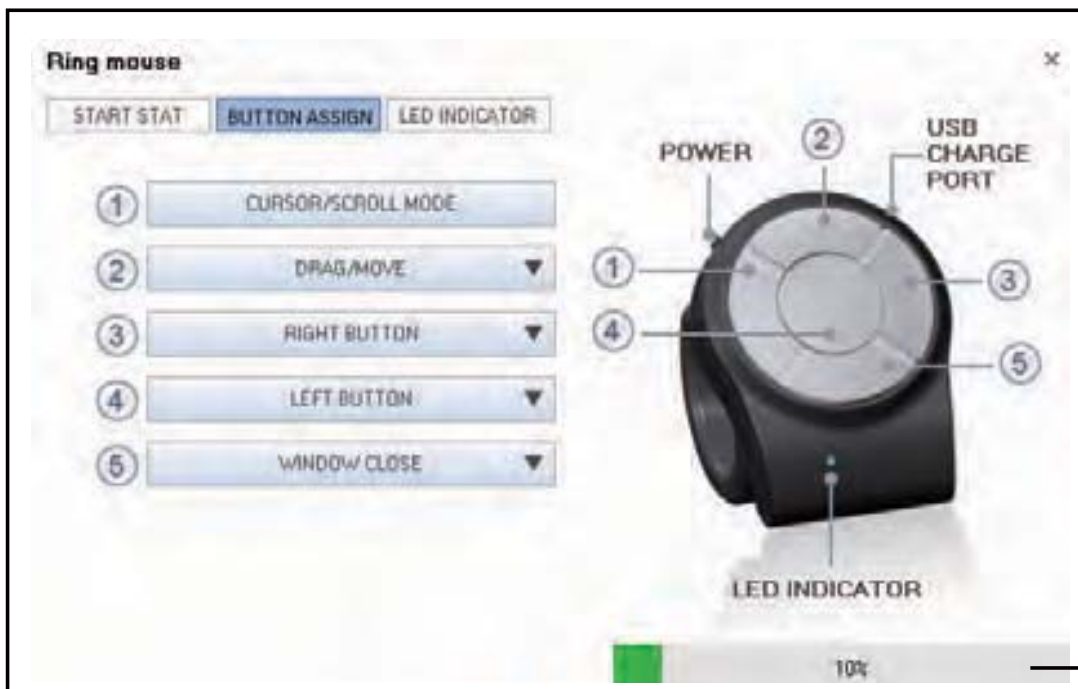 Ring mouse
×
START STAT BUTTON ASSIGN LED INDICATOR
① CURSOR/SCROLL MODE
② DRAG/MOVE ▼
③ RIGHT BUTTON ▼
④ LEFT BUTTON ▼
⑤ WINDOW CLOSE ▼
POWER
②
USB
CHARGE
PORT
①
③
④
⑤
LED INDICATOR
10%